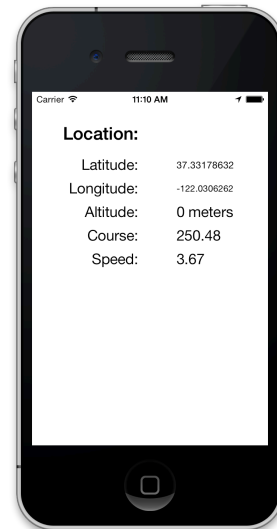 Carrier 11:10 AM
Location:
Latitude: 37.33178632
Longitude: -122.0306262
Altitude: 0 meters
Course: 250.48
Speed: 3.67